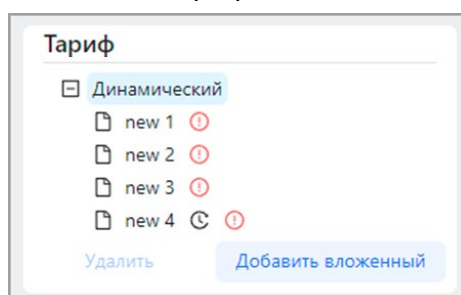 Тариф
Динамический
new 1
new 2
new 3
new 4
Удалить Добавить вложенный